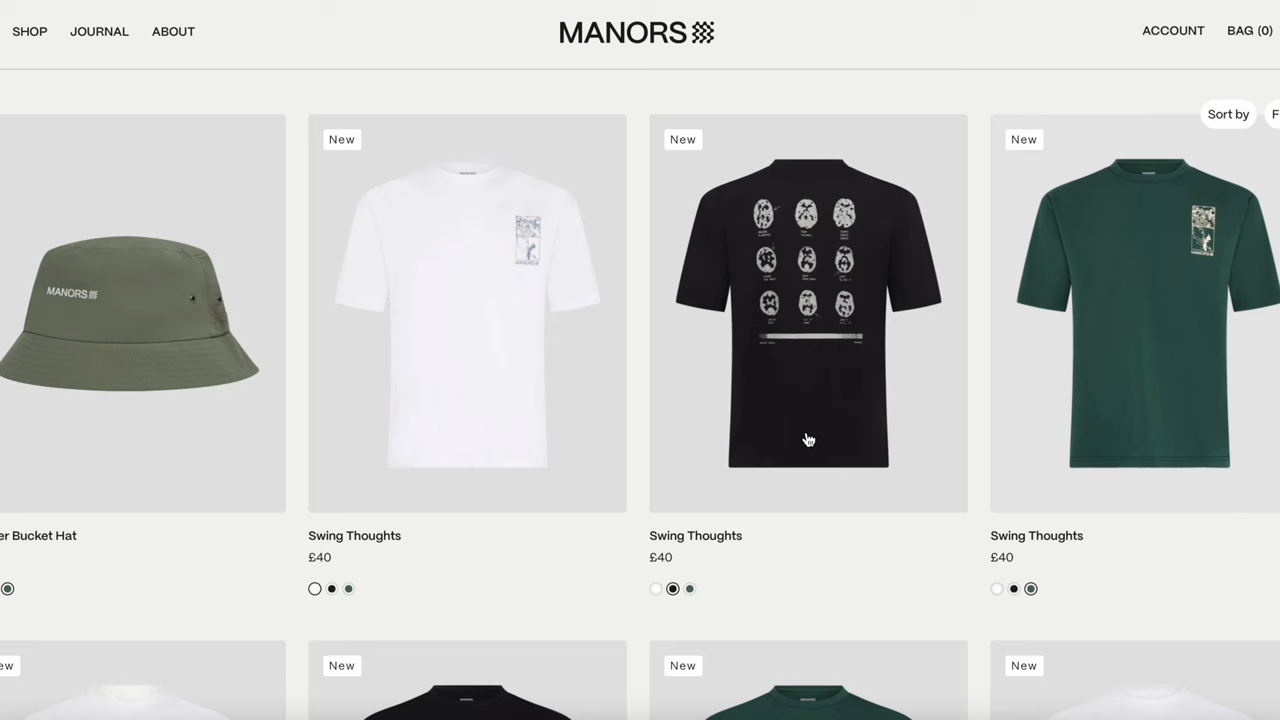 SHOP JOURNAL ABOUT MANORS ACCOUNT BAG (0)
Sort by F
New New New
MANORS
MANORS
er Bucket Hat Swing Thoughts Swing Thoughts Swing Thoughts
£40 £40 £40
ew New New New